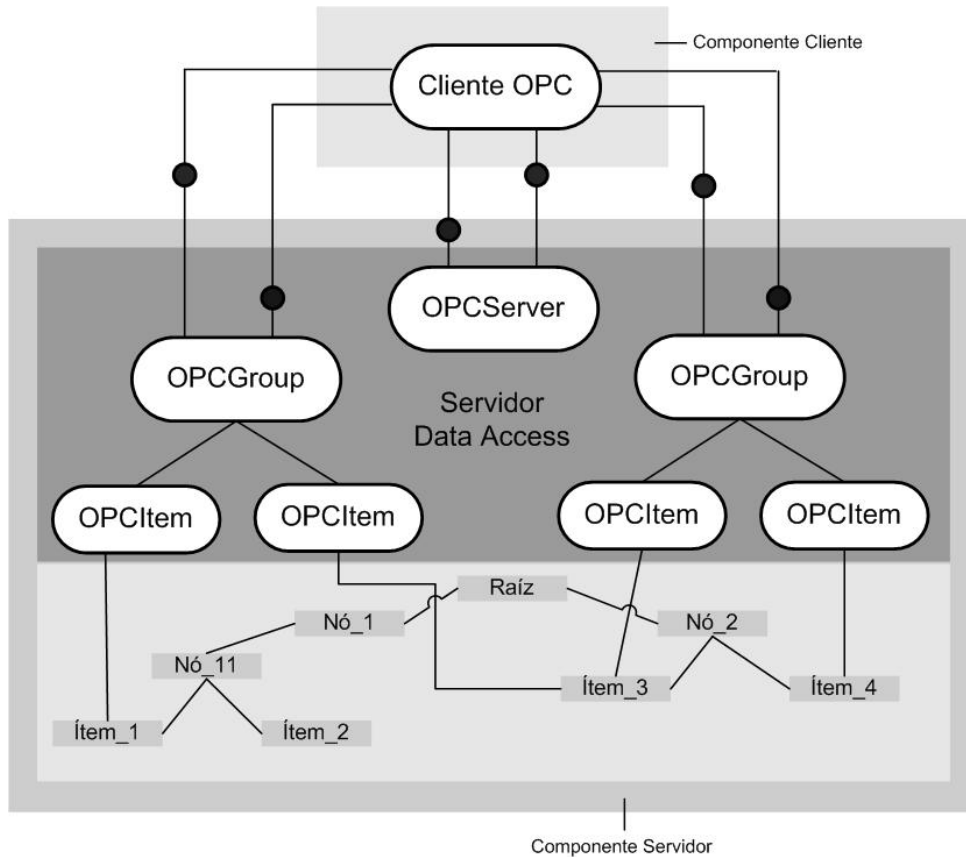 Componente Cliente
Cliente OPC
OPCServer
OPCGroup
OPCGroup
Servidor
Data Access
OPCItem
OPCItem
OPCItem
OPCItem
Raíz
Nó_1
Nó_2
Nó_11
Ítem_3
Ítem_4
Ítem_1
Ítem_2
Componente Servidor